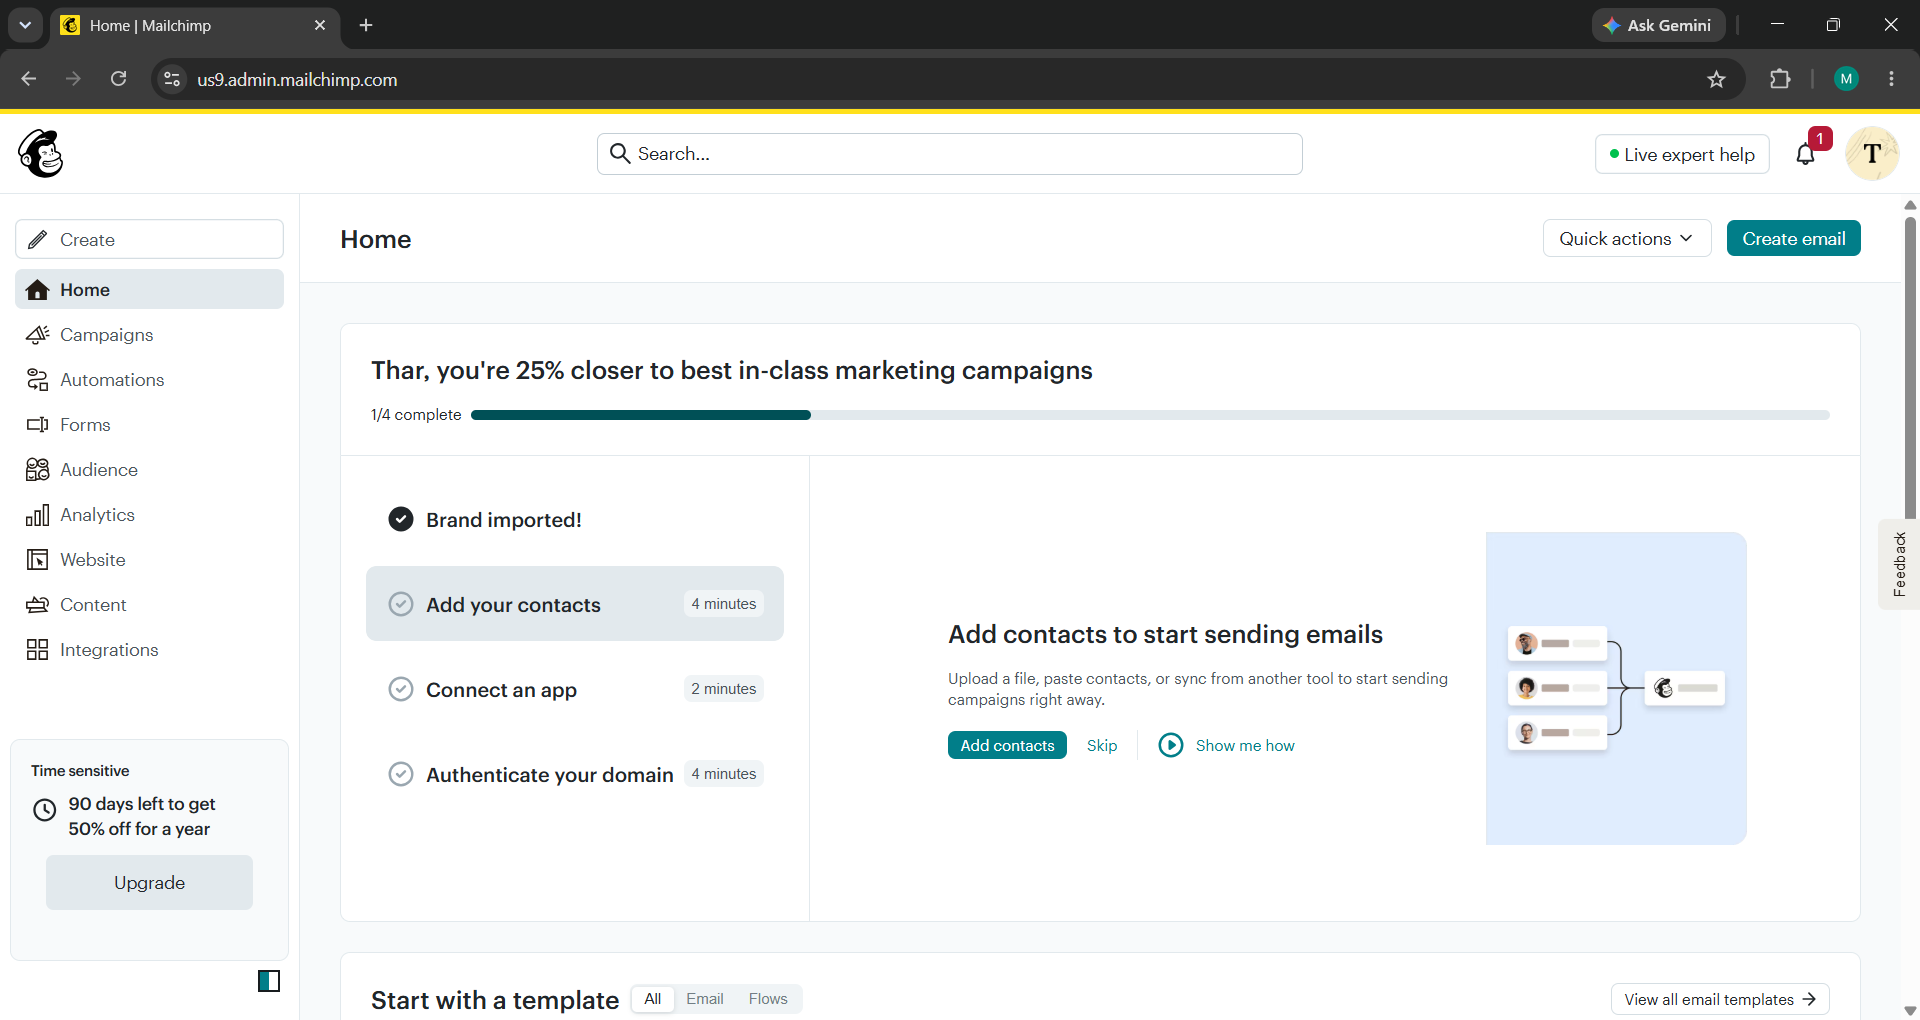 Home | Mailchimp
Ask Gemini
us9.admin.mailchimp.com
M
Search...
Live expert help
1
T
Create
Home
Campaigns
Automations
Forms
Audience
Analytics
Website
Content
Integrations
Time sensitive
90 days left to get
50% off for a year
Upgrade
Home
Quick actions
Create email
Thar, you're 25% closer to best in-class marketing campaigns
1/4 complete
Brand imported!
Add your contacts 4 minutes
Connect an app 2 minutes
Authenticate your domain 4 minutes
Add contacts to start sending emails
Upload a file, paste contacts, or sync from another tool to start sending
campaigns right away.
Add contacts Skip Show me how
Feedback
Start with a template All Email Flows
View all email templates